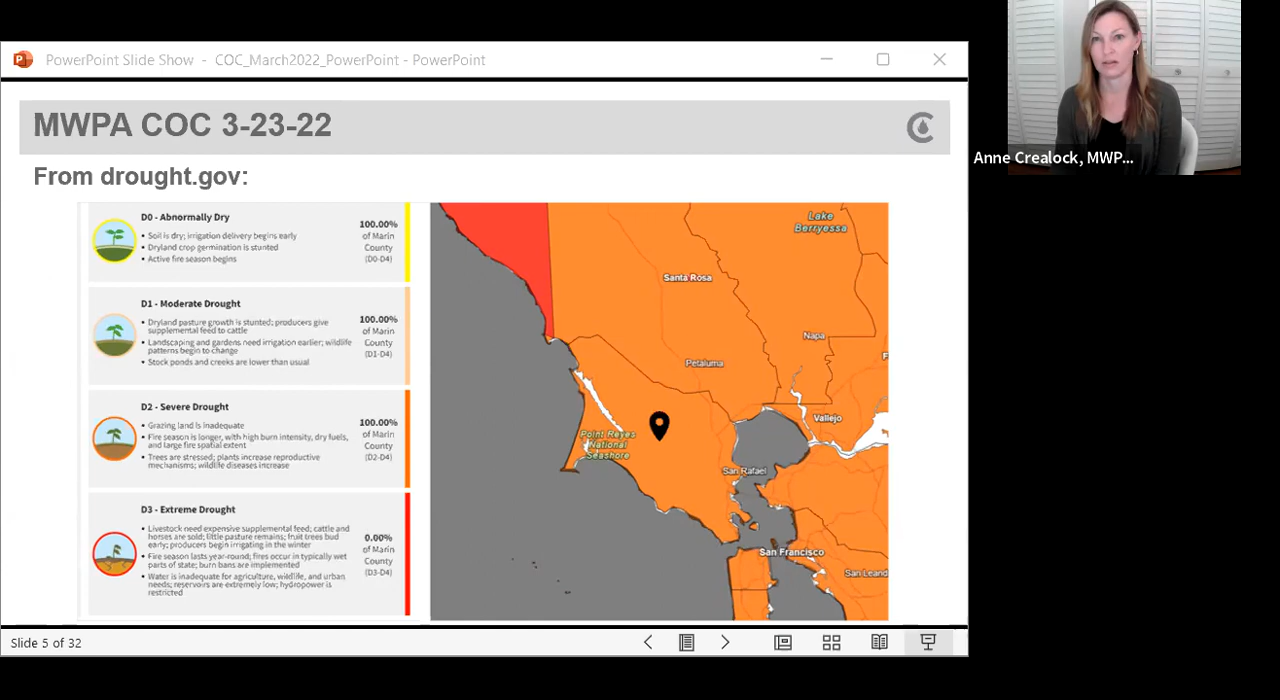 PowerPoint Slide Show - COC_March2022_PowerPoint - PowerPoint
MWPA COC 3-23-22
From drought.gov:
D0 - Abnormally Dry
• Soil is dry; irrigation delivery begins early
• Dryland crop germination is stunted
• Active fire season begins
100.00%
of Marin
County
(D0-D4)
D1 - Moderate Drought
• Dryland pasture growth is stunted; producers give
supplemental feed to cattle
• Landscaping and gardens need irrigation earlier; wildlife
patterns begin to change
• Stock ponds and creeks are lower than usual
100.00%
of Marin
County
(D1-D4)
D2 - Severe Drought
• Grazing land is inadequate
• Fire season is longer, with high burn intensity, dry fuels,
and large fire spatial extent
• Trees are stressed; plants increase reproductive
mechanisms; wildlife diseases increase
100.00%
of Marin
County
(D2-D4)
D3 - Extreme Drought
• Livestock need expensive supplemental feed; cattle and
horses are sold; little pasture remains; fruit trees bud
early; producers begin irrigating in the winter
• Fire season lasts year-round; fires occur in typically wet
parts of state; burn bans are implemented
• Water is inadequate for agriculture, wildlife, and urban
needs; reservoirs are extremely low; hydropower is
restricted
0.00%
of Marin
County
(D3-D4)
Lake
Berryessa
Santa Rosa
Napa
F
Petaluma
Vallejo
Point Reyes
National
Seashore
San Rafael
San Francisco
San Leand
Slide 5 of 32
Anne Crealock, MWP...